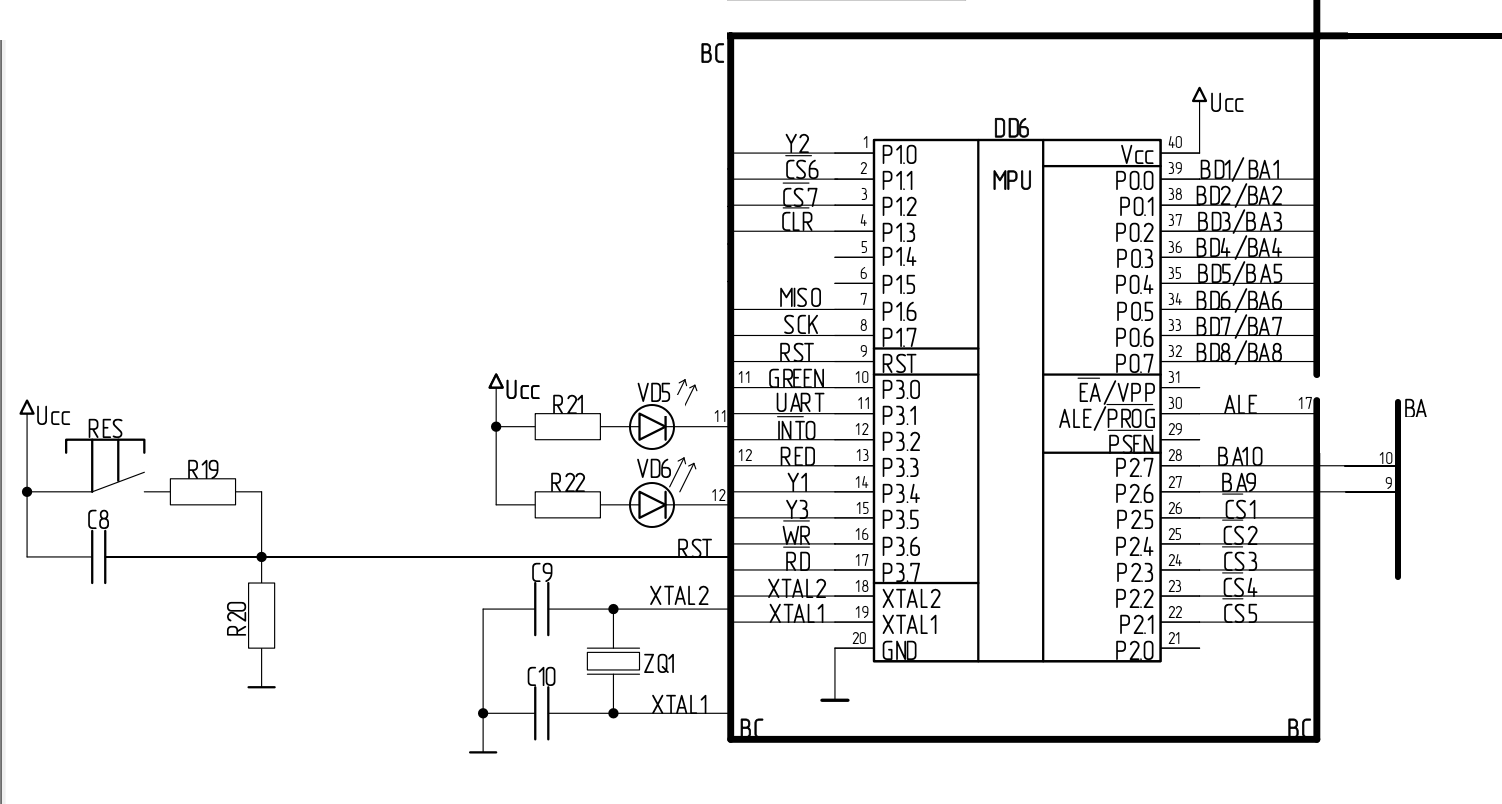 BC
Ucc
DD6
MPU
Y2 1 P1.0
CS6 2 P1.1
CS7 3 P1.2
CLR 4 P1.3
5 P1.4
6 P1.5
MISO 7 P1.6
SCK 8 P1.7
RST 9 RST
11 GREEN 10 P3.0
UART 11 P3.1
INTO 12 P3.2
12 RED 13 P3.3
Y1 14 P3.4
Y3 15 P3.5
WR 16 P3.6
RD 17 P3.7
XTAL2 18 XTAL2
XTAL1 19 XTAL1
20 GND
Vcc 40
P0.0 39 BD1/BA1
P0.1 38 BD2/BA2
P0.2 37 BD3/BA3
P0.3 36 BD4/BA4
P0.4 35 BD5/BA5
P0.5 34 BD6/BA6
P0.6 33 BD7/BA7
P0.7 32 BD8/BA8
EA/VPP 31
ALE/PROG 30 ALE 17
PSEN 29
P2.7 28 BA10 10
P2.6 27 BA9 9
P2.5 26 CS1
P2.4 25 CS2
P2.3 24 CS3
P2.2 23 CS4
P2.1 22 CS5
P2.0 21
BA
Ucc
RES
R19
C8
R20
RST
Ucc
R21 VD5 11
R22 VD6 12
C9 XTAL2
ZQ1
C10 XTAL1
BC
BC